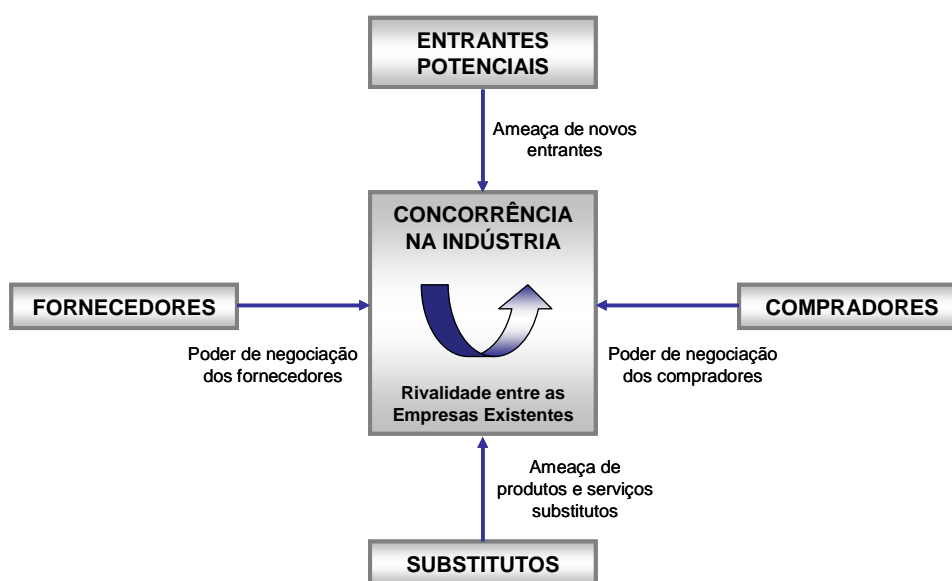 ENTRANTES
POTENCIAIS
Ameaça de novos
entrantes
CONCORRÊNCIA
NA INDÚSTRIA
FORNECEDORES
COMPRADORES
Poder de negociação
dos fornecedores
Poder de negociação
dos compradores
Rivalidade entre as
Empresas Existentes
Ameaça de
produtos e serviços
substitutos
SUBSTITUTOS